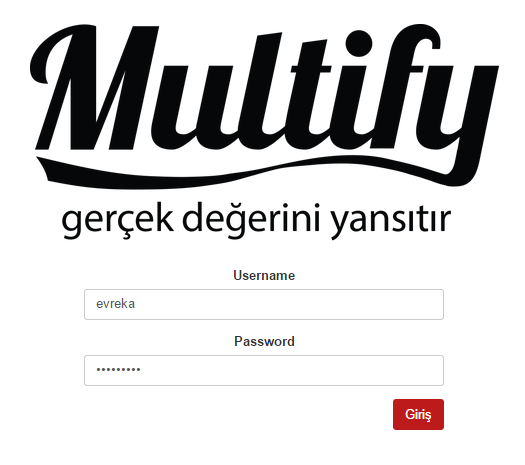 Multify
gerçek değerini yansıtır
Username
evreka
Password
•••••••••
Giriş